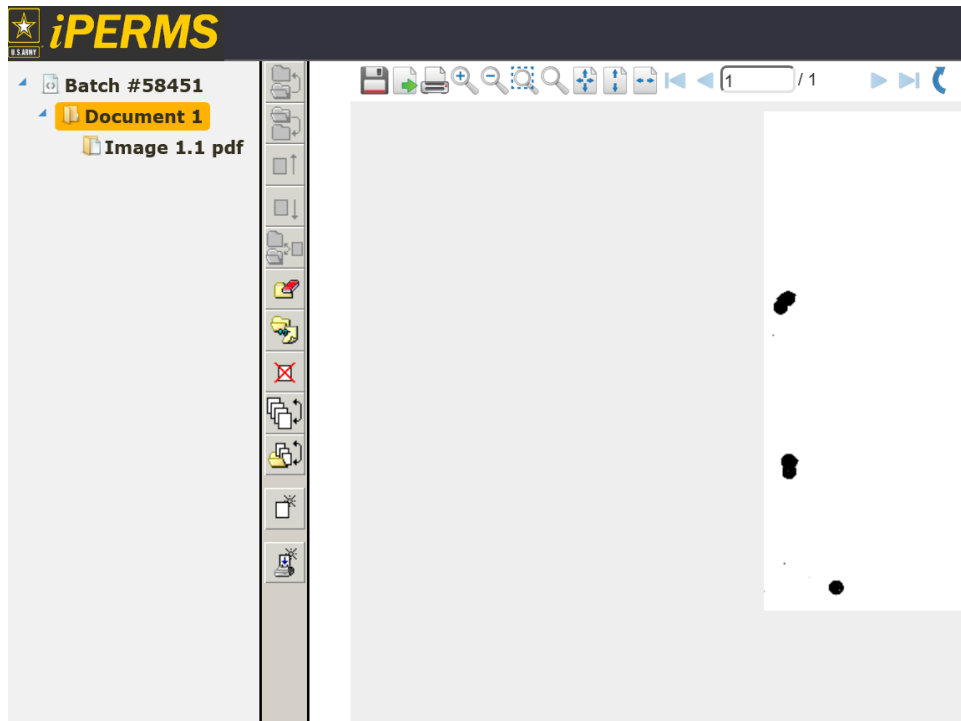 iPERMS
U.S.ARMY
Batch #58451
Document 1
Image 1.1 pdf
1 / 1